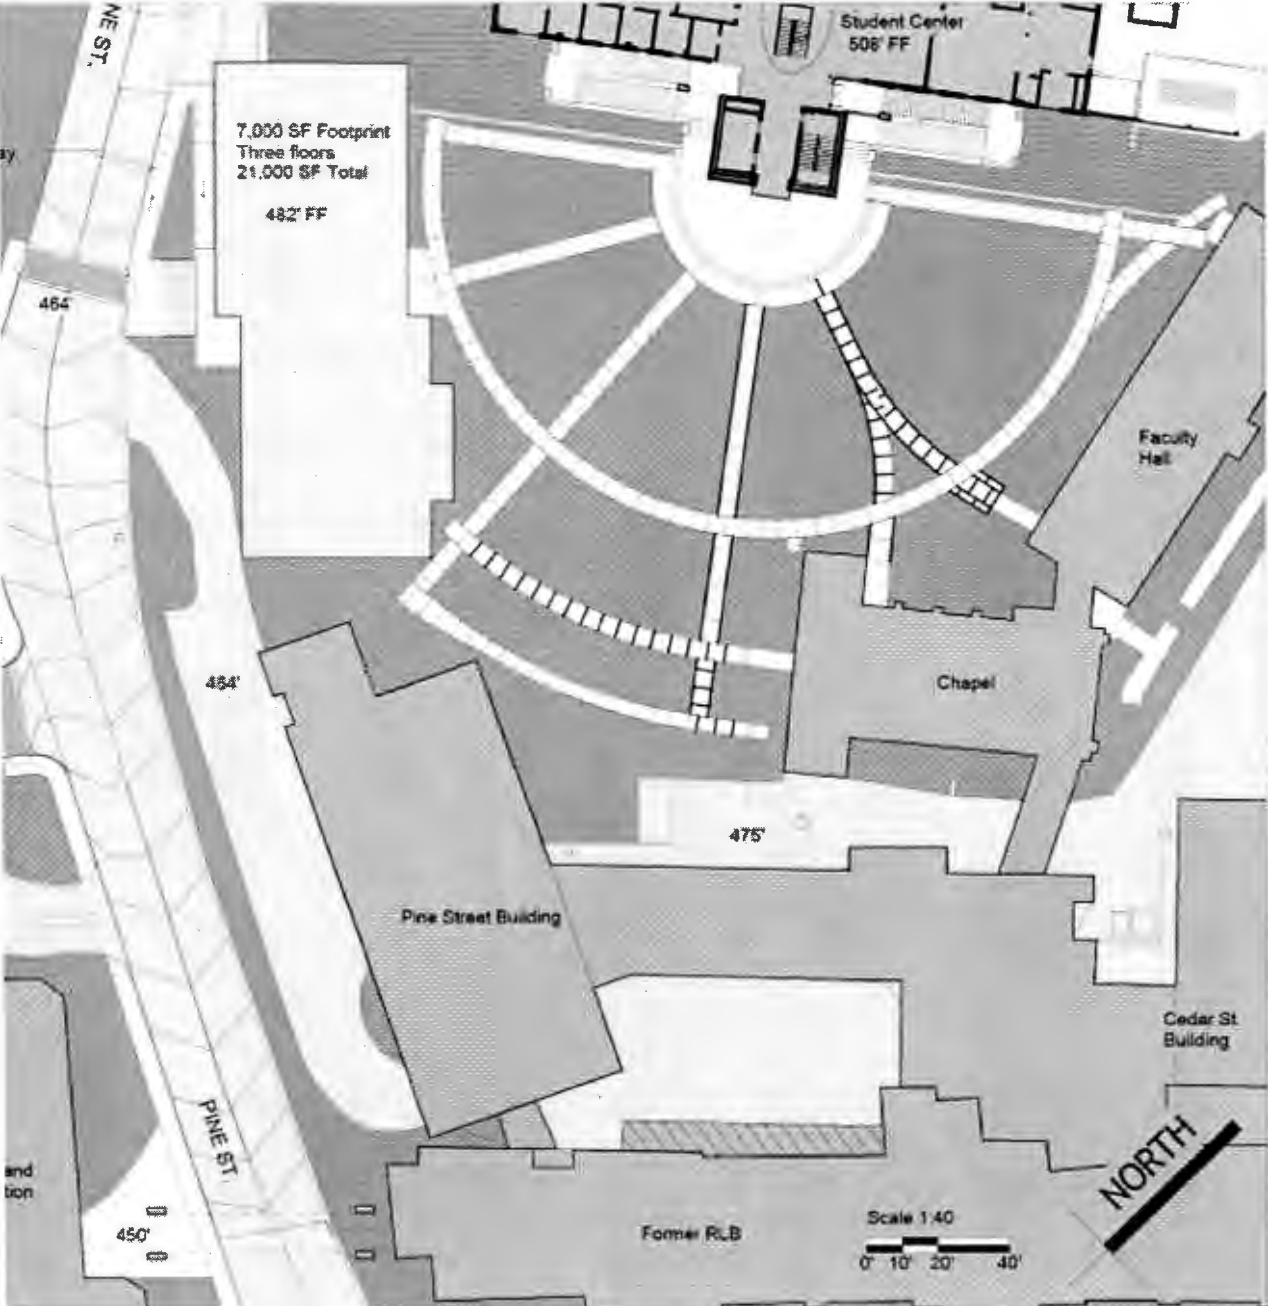 NE ST.
Student Center
508' FF
7,000 SF Footprint
Three floors
21,000 SF Total
482' FF
ay
464'
Faculty
Hall
484'
Chapel
475'
Pine Street Building
Cedar St.
Building
PINE ST.
NORTH
and
tion
450'
Former RLB
Scale 1:40
0' 10' 20' 40'